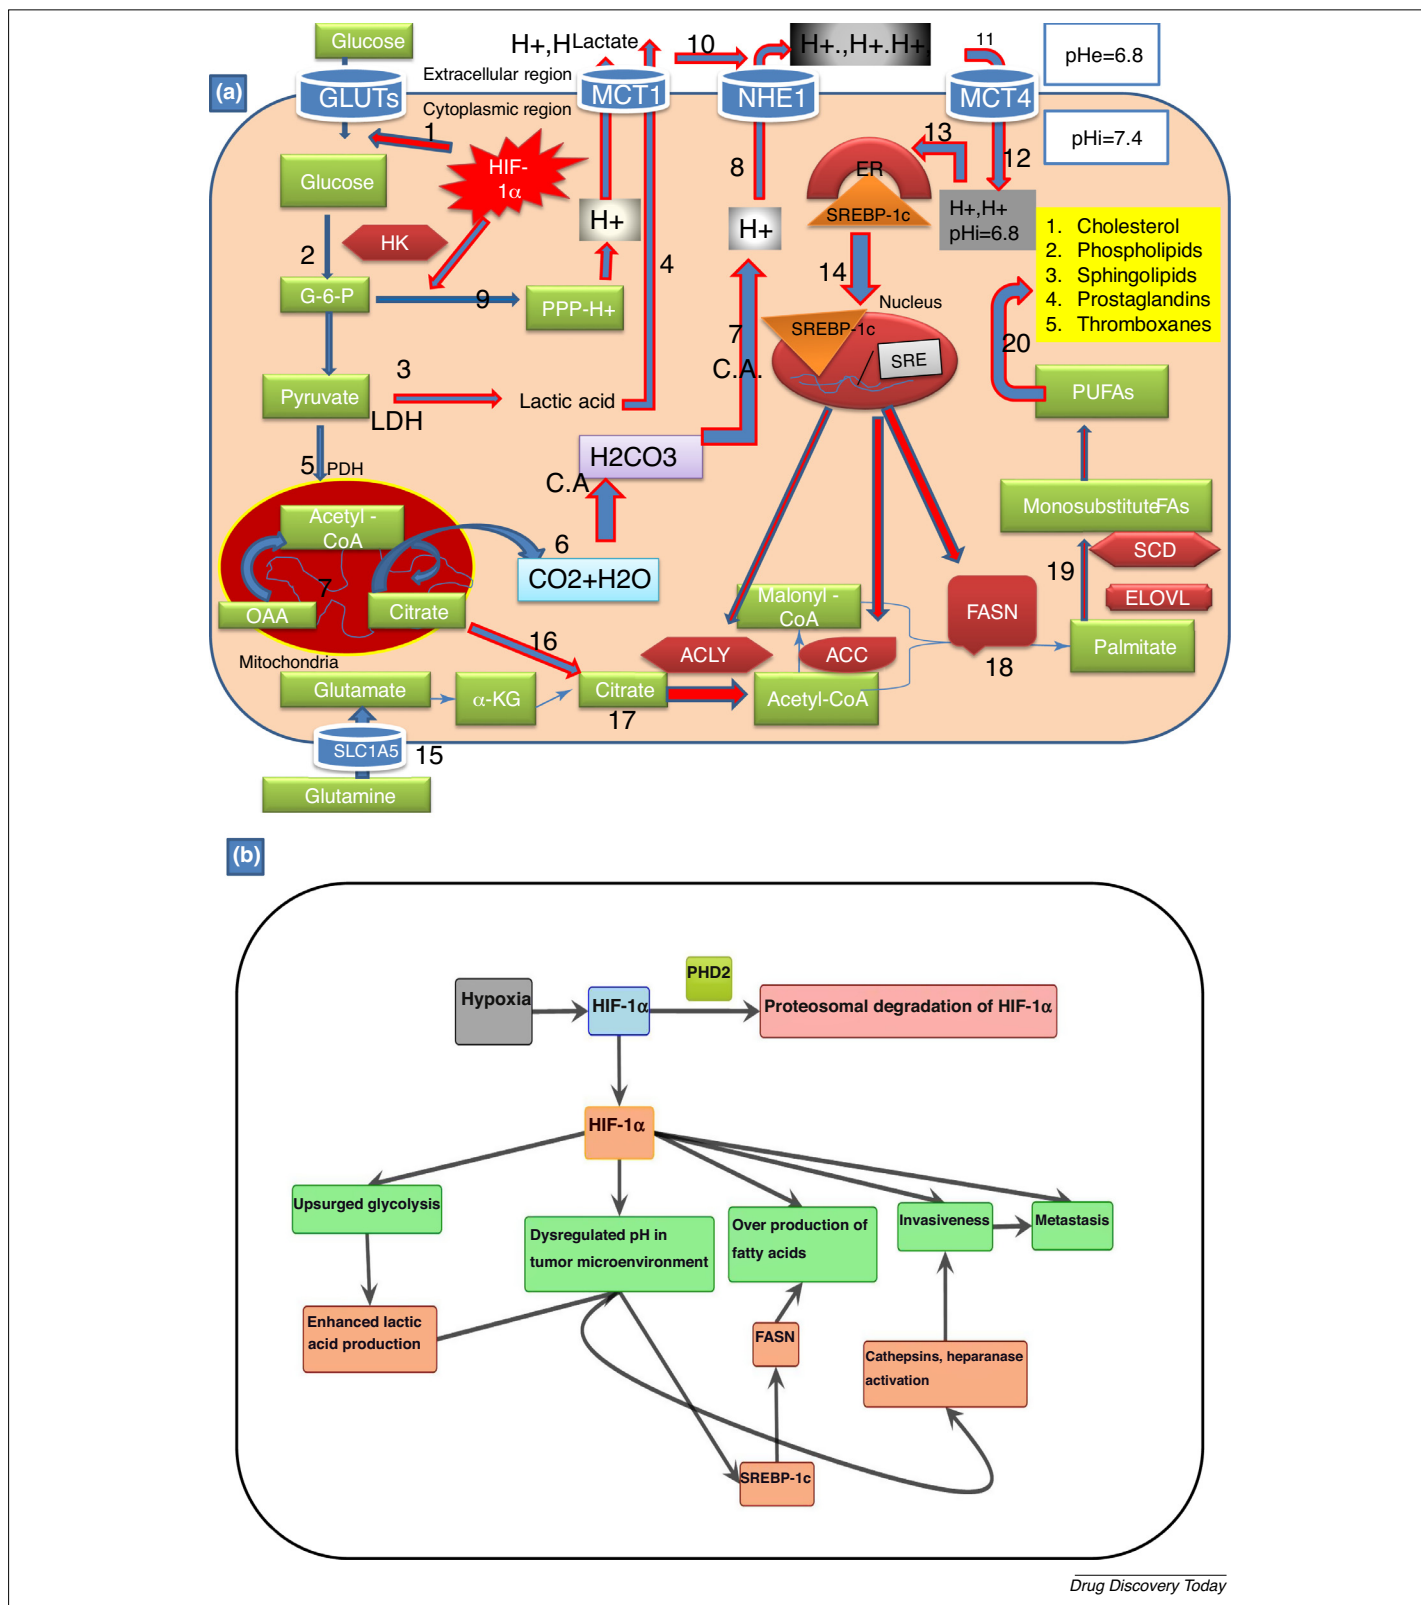 (a)
Glucose
H+,H Lactate
10
H+.,H+.H+,
11
pHe=6.8
Extracellular region
GLUTs
MCT1
NHE1
MCT4
Cytoplasmic region
pHi=7.4
1
HIF-
1α
13
12
8
ER
Glucose
SREBP-1c
H+,H+
pHi=6.8
H+
H+
HK
1. Cholesterol
2. Phospholipids
3. Sphingolipids
4. Prostaglandins
5. Thromboxanes
2
4
14
G-6-P
9
PPP-H+
Nucleus
SREBP-1c
7
C.A.
SRE
20
3
Pyruvate
LDH
Lactic acid
PUFAs
5
PDH
H2CO3
C.A
Acetyl -
CoA
MonosubstituteFAs
6
CO2+H2O
SCD
19
ELOVL
7
OAA
Citrate
Malonyl -
CoA
FASN
16
ACLY
ACC
18
Palmitate
Mitochondria
Glutamate
α-KG
Citrate
17
Acetyl-CoA
SLC1A5
15
Glutamine
(b)
PHD2
Hypoxia
HIF-1α
Proteosomal degradation of HIF-1α
HIF-1α
Upsurged glycolysis
Dysregulated pH in
tumor microenvironment
Over production of
fatty acids
Invasiveness
Metastasis
Enhanced lactic
acid production
FASN
Cathepsins, heparanase
activation
SREBP-1c
Drug Discovery Today